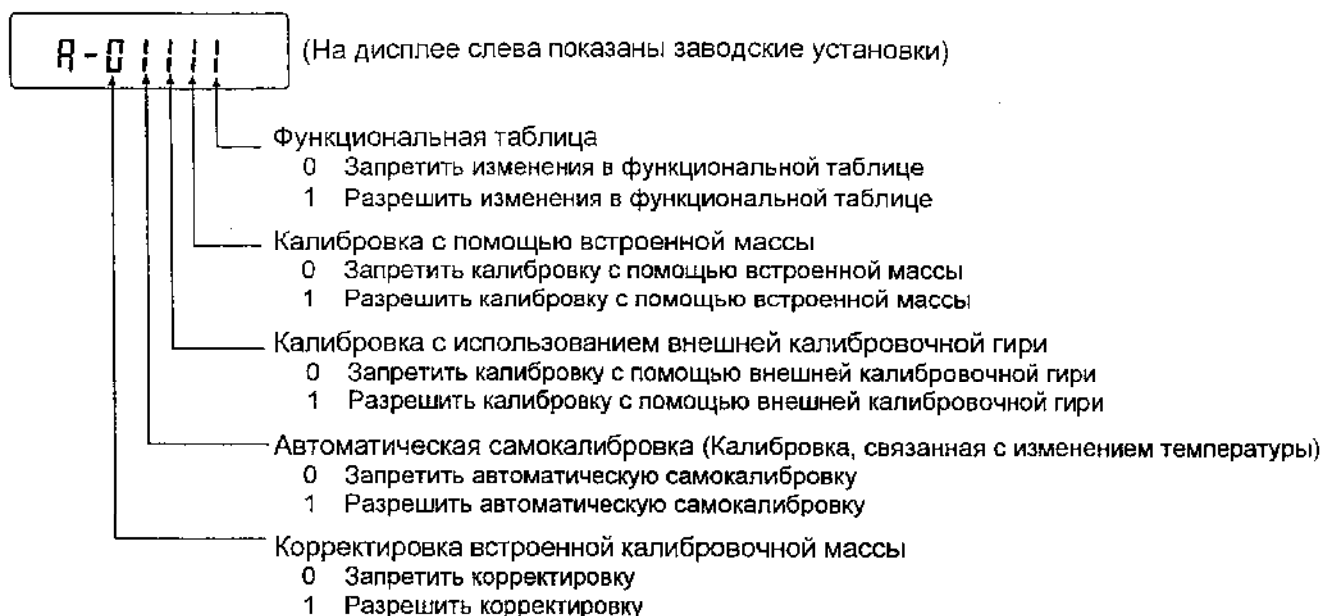 A-01111
(На дисплее слева показаны заводские установки)
Функциональная таблица
0 Запретить изменения в функциональной таблице
1 Разрешить изменения в функциональной таблице
Калибровка с помощью встроенной массы
0 Запретить калибровку с помощью встроенной массы
1 Разрешить калибровку с помощью встроенной массы
Калибровка с использованием внешней калибровочной гири
0 Запретить калибровку с помощью внешней калибровочной гири
1 Разрешить калибровку с помощью внешней калибровочной гири
Автоматическая самокалибровка (Калибровка, связанная с изменением температуры)
0 Запретить автоматическую самокалибровку
1 Разрешить автоматическую самокалибровку
Корректировка встроенной калибровочной массы
0 Запретить корректировку
1 Разрешить корректировку